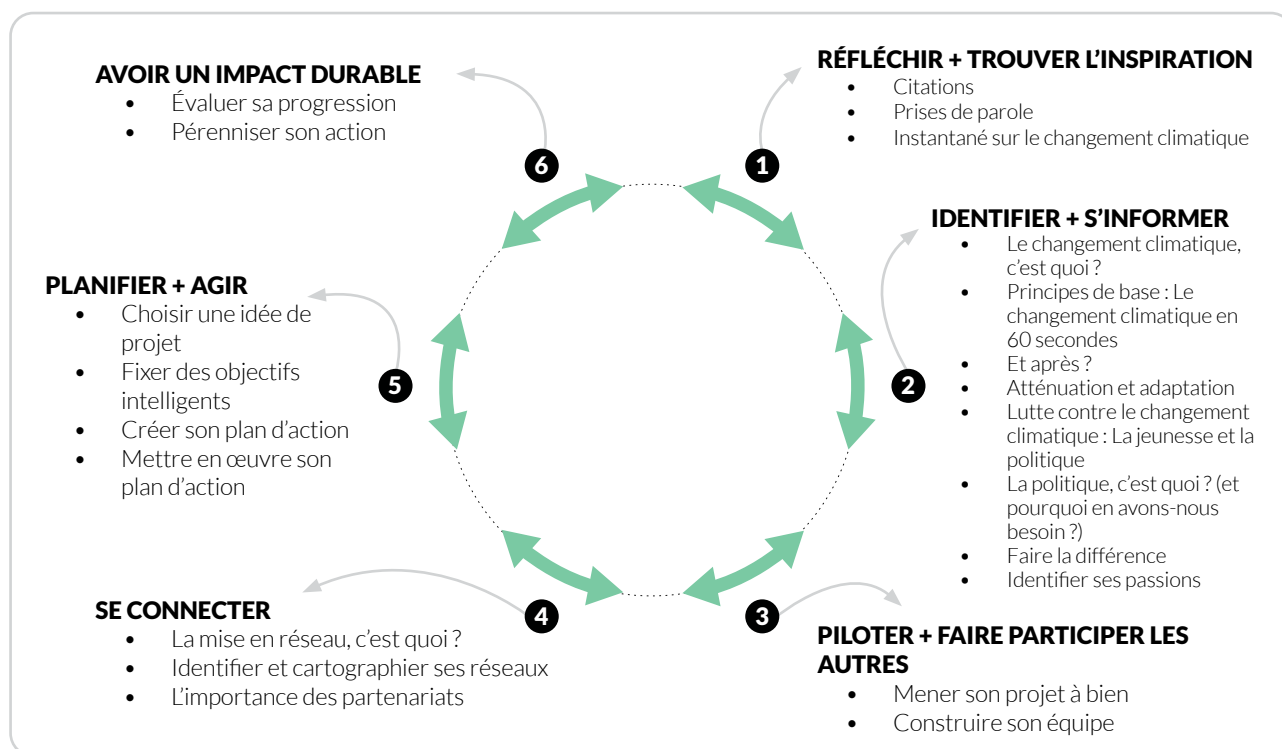 RÉFLÉCHIR + TROUVER L'INSPIRATION
• Citations
• Prises de parole
• Instantané sur le changement climatique
1
IDENTIFIER + S'INFORMER
• Le changement climatique,
c'est quoi ?
• Principes de base : Le
changement climatique en
60 secondes
• Et après ?
• Atténuation et adaptation
• Lutte contre le changement
climatique : La jeunesse et la
politique
• La politique, c'est quoi ? (et
pourquoi en avons-nous
besoin ?)
• Faire la différence
• Identifier ses passions
2
3
PILOTER + FAIRE PARTICIPER LES
AUTRES
• Mener son projet à bien
• Construire son équipe
4
SE CONNECTER
• La mise en réseau, c'est quoi ?
• Identifier et cartographier ses réseaux
• L'importance des partenariats
PLANIFIER + AGIR
• Choisir une idée de
projet
• Fixer des objectifs
intelligents
• Créer son plan d'action
• Mettre en œuvre son
plan d'action
5
AVOIR UN IMPACT DURABLE
• Évaluer sa progression
• Pérenniser son action
6